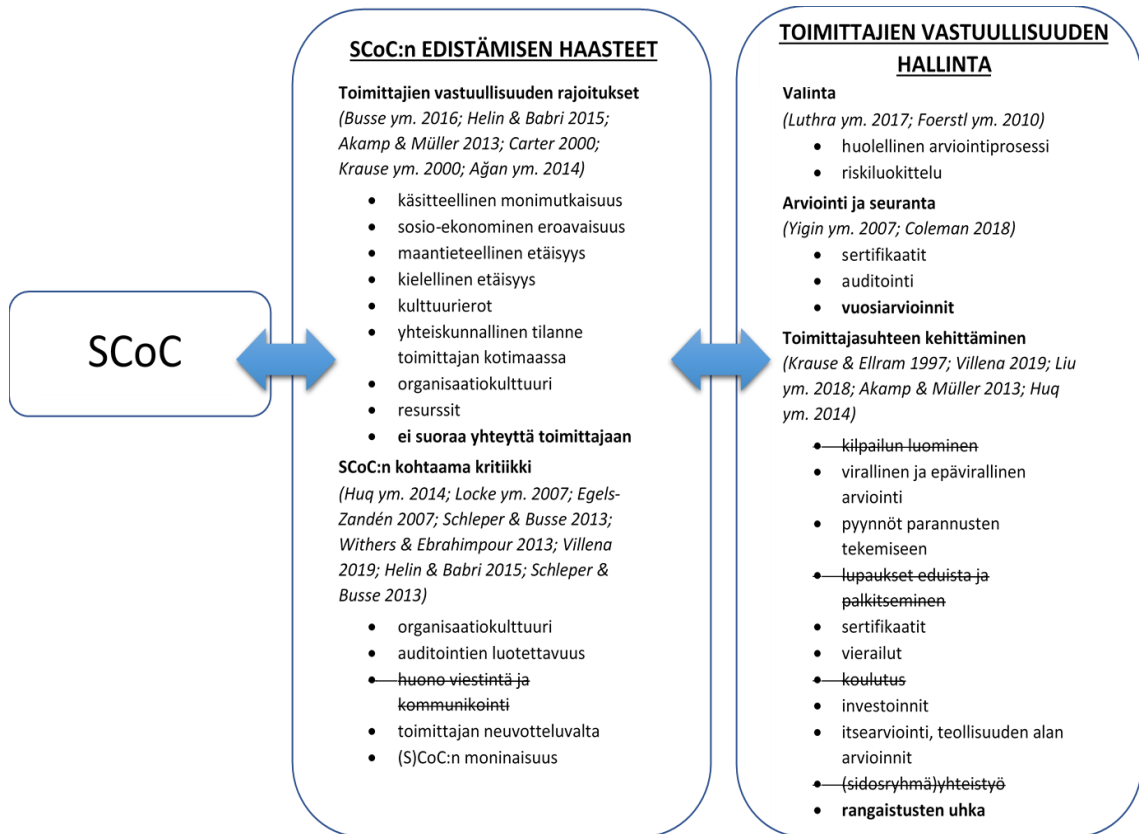 SCoC
SCoC:n EDISTÄMISEN HAASTEET
Toimittajien vastuullisuuden rajoitukset
(Busse ym. 2016; Helin & Babri 2015;
Akamp & Müller 2013; Carter 2000;
Krause ym. 2000; Ağan ym. 2014)
• käsitteellinen monimutkaisuus
• sosio-ekonominen eroavaisuus
• maantieteellinen etäisyys
• kielellinen etäisyys
• kulttuurierot
• yhteiskunnallinen tilanne
toimittajan kotimaassa
• organisaatiokulttuuri
• resurssit
• ei suoraa yhteyttä toimittajaan
SCoC:n kohtaama kritiikki
(Huq ym. 2014; Locke ym. 2007; Egels-
Zandén 2007; Schleper & Busse 2013;
Withers & Ebrahimpour 2013; Villena
2019; Helin & Babri 2015; Schleper &
Busse 2013)
• organisaatiokulttuuri
• auditointien luotettavuus
• huono viestintä ja
kommunikointi
• toimittajan neuvotteluvalta
• (S)CoC:n moninaisuus
TOIMITTAJIEN VASTUULLISUUDEN
HALLINTA
Valinta
(Luthra ym. 2017; Foerstl ym. 2010)
• huolellinen arviointiprosessi
• riskiluokittelu
Arviointi ja seuranta
(Yigin ym. 2007; Coleman 2018)
• sertifikaatit
• auditointi
• vuosiarvioinnit
Toimittajasuhteen kehittäminen
(Krause & Ellram 1997; Villena 2019; Liu
ym. 2018; Akamp & Müller 2013; Huq
ym. 2014)
• kilpailun luominen
• virallinen ja epävirallinen
arviointi
• pyynnöt parannusten
tekemiseen
• lupaukset eduista ja
palkitseminen
• sertifikaatit
• vierailut
• koulutus
• investoinnit
• itsearviointi, teollisuuden alan
arvioinnit
• (sidosryhmä)yhteistyö
• rangaistusten uhka